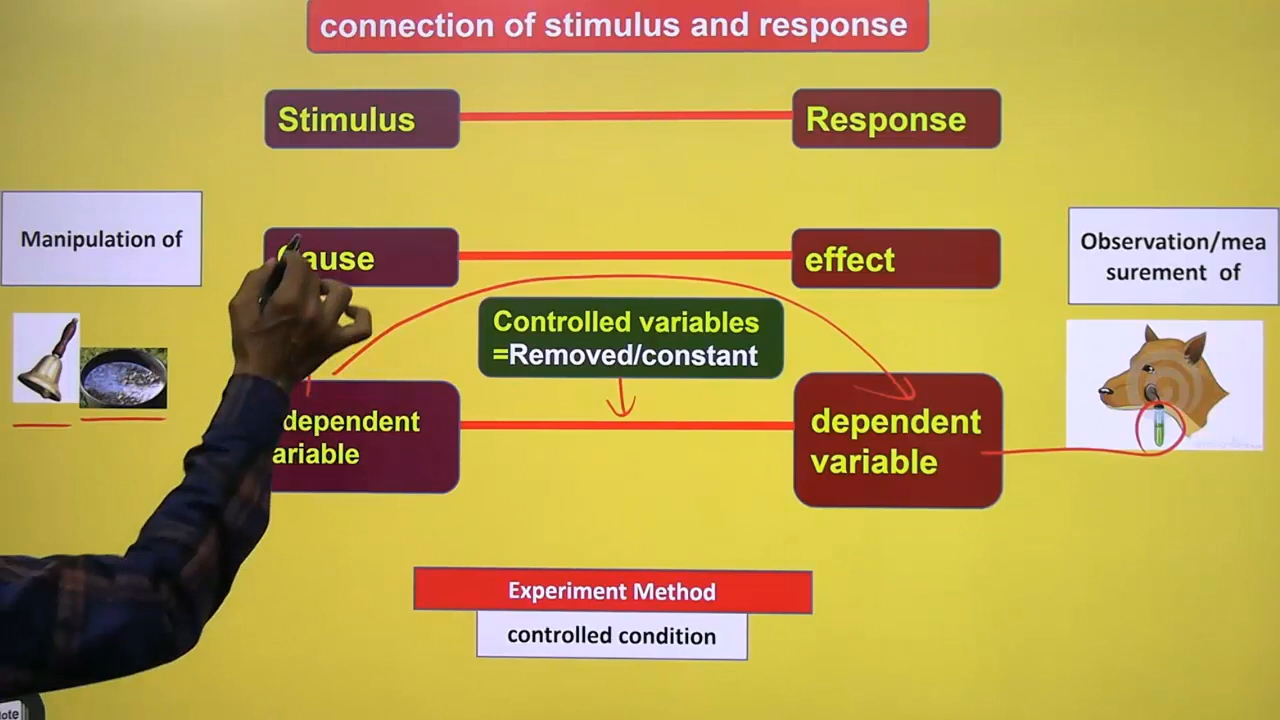 connection of stimulus and response
Stimulus
Response
Manipulation of
ause
effect
Observation/mea
surement of
Controlled variables
=Removed/constant
dependent
ariable
dependent
variable
Experiment Method
controlled condition